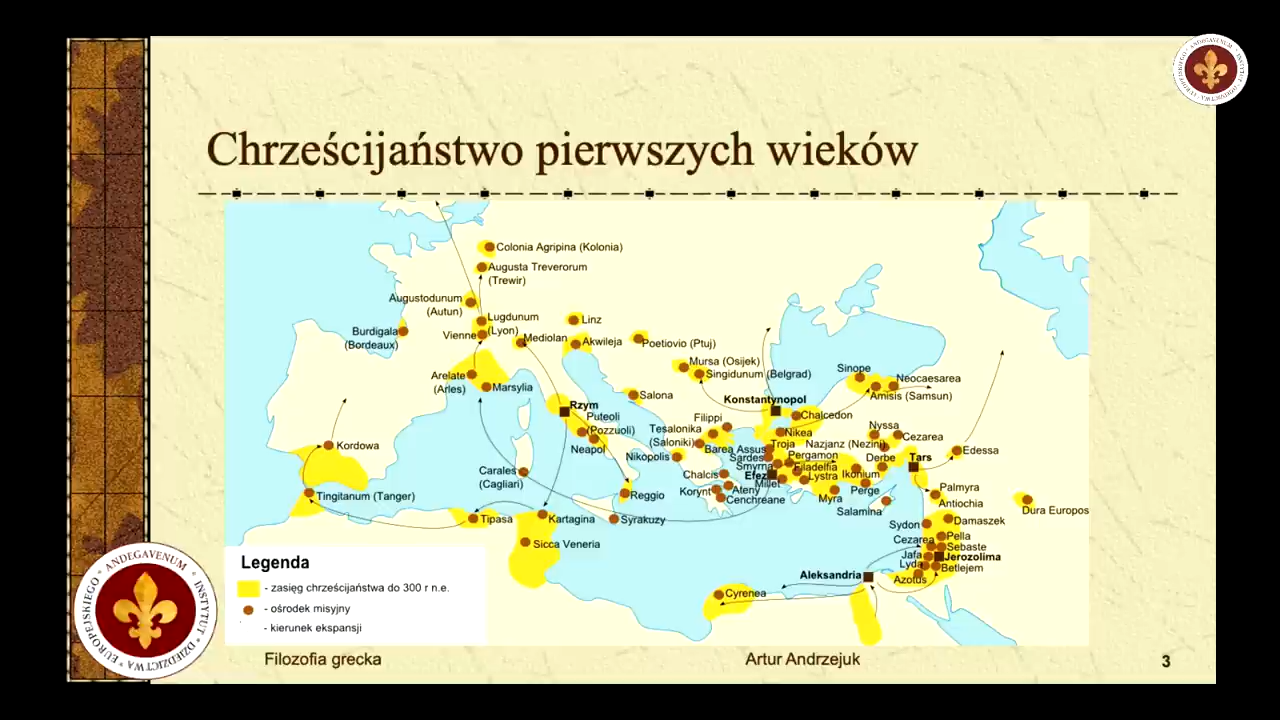 Chrześcijaństwo pierwszych wieków
Colonia Agripina (Kolonia)
Augusta Treverorum
(Trewir)
Augustodunum
(Autun)
Lugdunum
(Lyon)
Vienne
Burdigala
(Bordeaux)
Linz
Mediolan
Akwileja
Poetiovio (Ptuj)
Mursa (Osijek)
Singidunum (Belgrad)
Arelate
(Arles)
Marsylia
Salona
Rzym
Puteoli
(Pozzuoli)
Neapol
Konstantynopol
Chalcedon
Sinope
Neocaesarea
Amisis (Samsun)
Filippi
Tesalonika
(Saloniki)
Barea
Assus
Nikea
Troja
Nazjanz (Nezini)
Nyssa
Cezarea
Kordowa
Nikopolis
Sardes
Pergamon
Smyrna
Filadelfia
Derbe
Tars
Edessa
Efez
Lystra
Ikonium
Millet
Chalcis
Ateny
Korynt
Cenchreane
Myra
Perge
Salamina
Carales
(Cagliari)
Reggio
Palmyra
Antiochia
Dura Europos
Tingitanum (Tanger)
Tipasa
Kartagina
Syrakuzy
Sydon
Damaszek
Sicca Veneria
Cezarea
Pella
Sebaste
Jafa
Jerozolima
Lyda
Betlejem
Azotus
Aleksandria
Cyrenea
Legenda
- zasięg chrześcijaństwa do 300 r n.e.
- ośrodek misyjny
- kierunek ekspansji
Filozofia grecka
Artur Andrzejuk
3
ANDEGAVENUM * INSTYTUT * DZIEDZICTWA * EUROPEJSKIEGO *